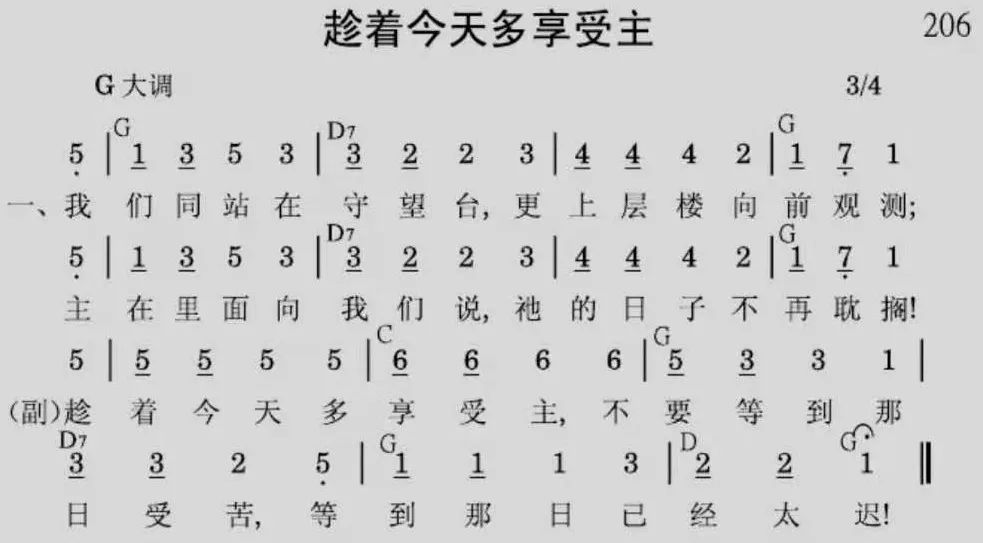 趁着今天多享受主 206
G 大调 3/4
G D7 G
5 | 1 3 5 3 | 3 2 2 3 | 4 4 4 2 | 1 7 1
一、我们同站在守望台,更上层楼向前观测;
D7 G
5 | 1 3 5 3 | 3 2 2 3 | 4 4 4 2 | 1 7 1
主在里面向我们说,祂的日子不再耽搁!
C G
5 | 5 5 5 5 | 6 6 6 6 | 5 3 3 1 |
(副)趁着今天多享受主,不要等到那
D7 G D G
3 3 2 5 | 1 1 1 3 | 2 2 1 ‖
日受苦,等到那日已经太迟!